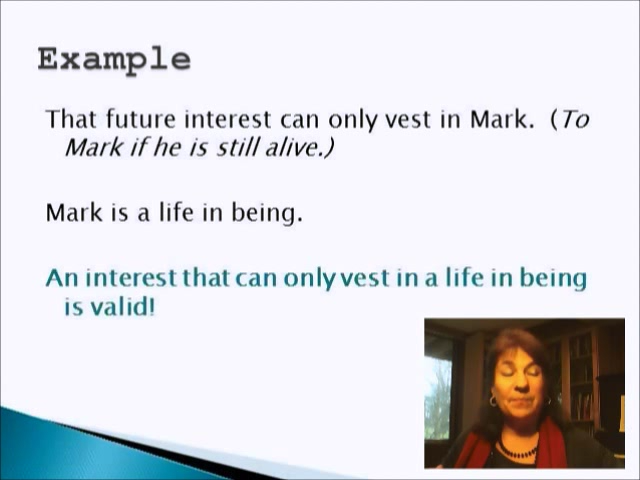 Example
That future interest can only vest in Mark. (To
Mark if he is still alive.)
Mark is a life in being.
An interest that can only vest in a life in being
is valid!